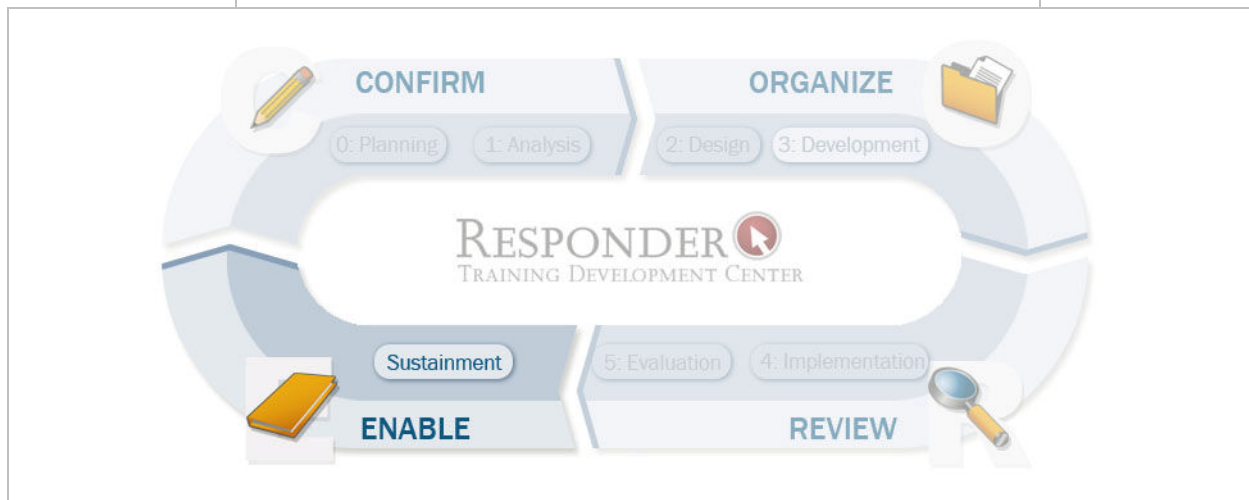 CONFIRM
ORGANIZE
0: Planning
1: Analysis
2: Design
3: Development
RESPONDER
TRAINING DEVELOPMENT CENTER
Sustainment
5: Evaluation
4: Implementation
ENABLE
REVIEW
R